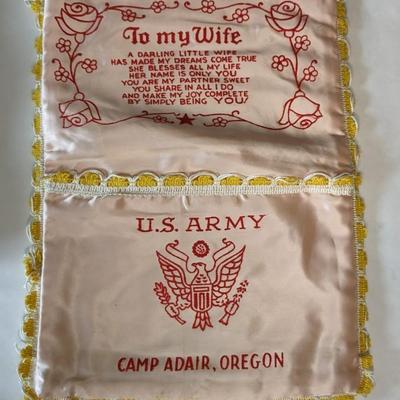 To my Wife
A DARLING LITTLE WIFE
HAS MADE MY DREAMS COME TRUE
SHE BLESSES ALL MY LIFE
HER NAME IS ONLY YOU
YOU ARE MY PARTNER SWEET
YOU SHARE IN ALL I DO
AND MAKE MY JOY COMPLETE
BY SIMPLY BEING YOU!
U.S. ARMY
CAMP ADAIR, OREGON